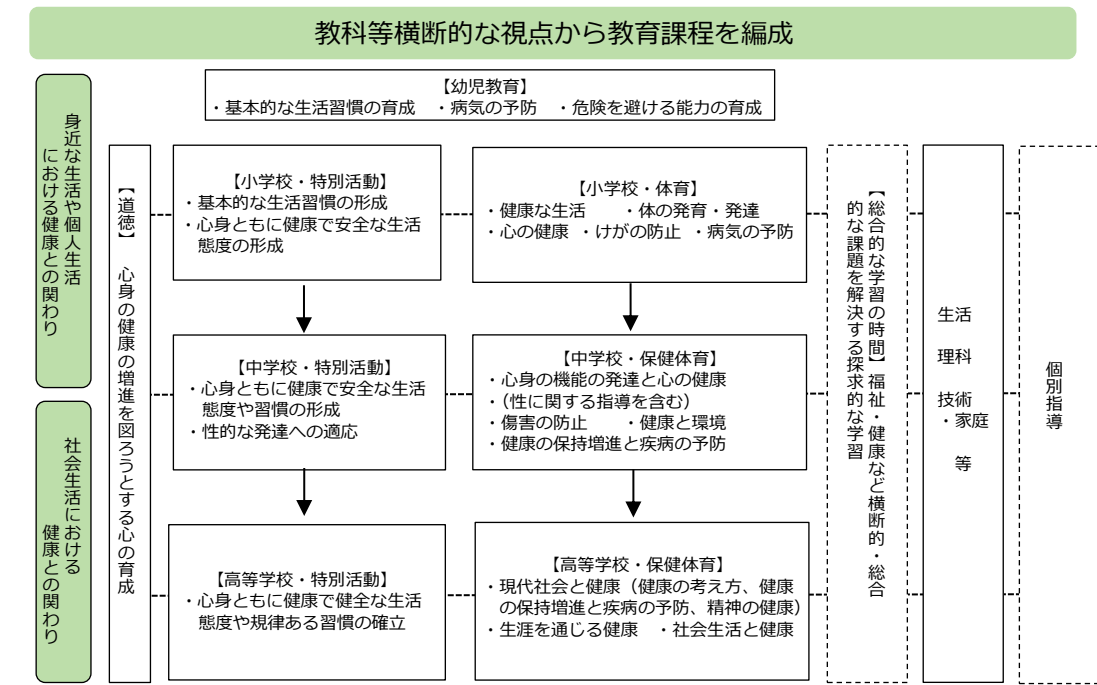 教科等横断的な視点から教育課程を編成
【幼児教育】
・基本的な生活習慣の育成 ・病気の予防 ・危険を避ける能力の育成
身近な生活や個人生活
における健康との関わり
社会生活における
健康との関わり
【道徳】 心身の健康の増進を図ろうとする心の育成
【小学校・特別活動】
・基本的な生活習慣の形成
・心身ともに健康で安全な生活
態度の形成
【小学校・体育】
・健康な生活 ・体の発育・発達
・心の健康 ・けがの防止 ・病気の予防
【中学校・特別活動】
・心身ともに健康で安全な生活
態度や習慣の形成
・性的な発達への適応
【中学校・保健体育】
・心身の機能の発達と心の健康
・（性に関する指導を含む）
・傷害の防止 ・健康と環境
・健康の保持増進と疾病の予防
【高等学校・特別活動】
・心身ともに健康で健全な生活
態度や規律ある習慣の確立
【高等学校・保健体育】
・現代社会と健康（健康の考え方、健康
の保持増進と疾病の予防、精神の健康）
・生涯を通じる健康 ・社会生活と健康
【総合的な学習の時間】福祉・健康など横断的・総合
的な課題を解決する探求的な学習
生活
理科
技術
・家庭
等
個別指導